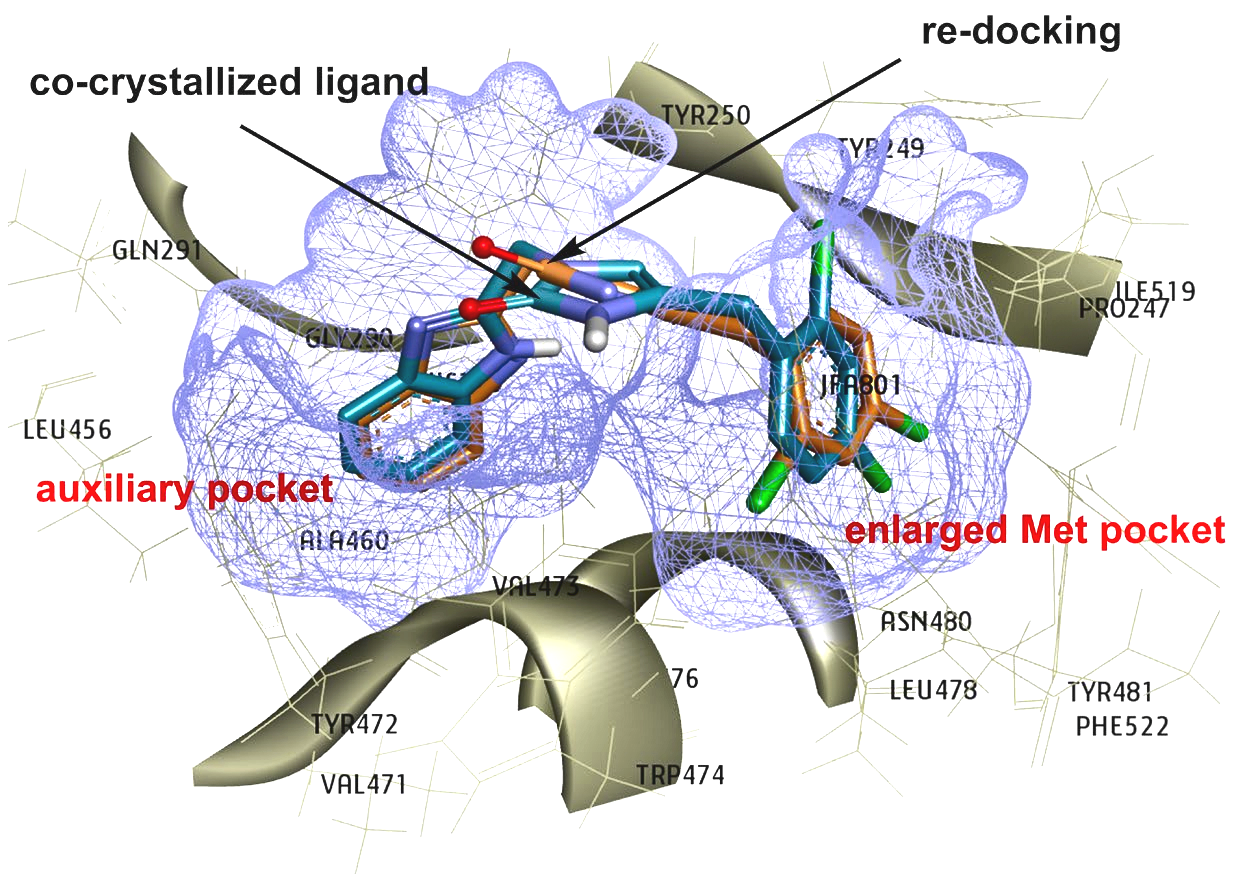 re-docking
co-crystallized ligand
TYR250
TYR249
GLN291
ILE519
PRO247
GLY290
JFA801
LEU456
auxiliary pocket
enlarged Met pocket
ALA460
VAL473
ASN480
76
LEU478
TYR481
TYR472
PHE522
VAL471
TRP474